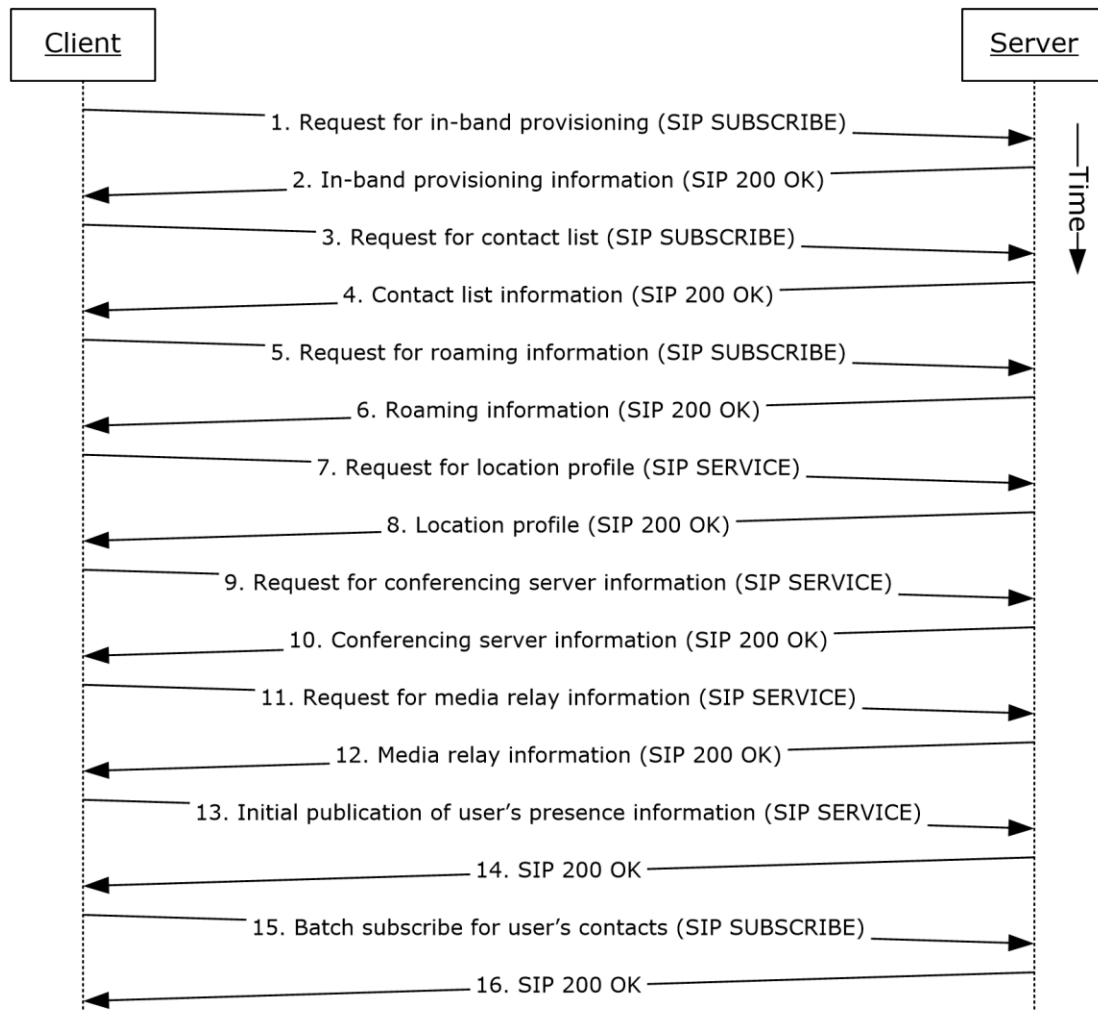 Client
Server
1. Request for in-band provisioning (SIP SUBSCRIBE)
Time
2. In-band provisioning information (SIP 200 OK)
3. Request for contact list (SIP SUBSCRIBE)
4. Contact list information (SIP 200 OK)
5. Request for roaming information (SIP SUBSCRIBE)
6. Roaming information (SIP 200 OK)
7. Request for location profile (SIP SERVICE)
8. Location profile (SIP 200 OK)
9. Request for conferencing server information (SIP SERVICE)
10. Conferencing server information (SIP 200 OK)
11. Request for media relay information (SIP SERVICE)
12. Media relay information (SIP 200 OK)
13. Initial publication of user’s presence information (SIP SERVICE)
14. SIP 200 OK
15. Batch subscribe for user’s contacts (SIP SUBSCRIBE)
16. SIP 200 OK